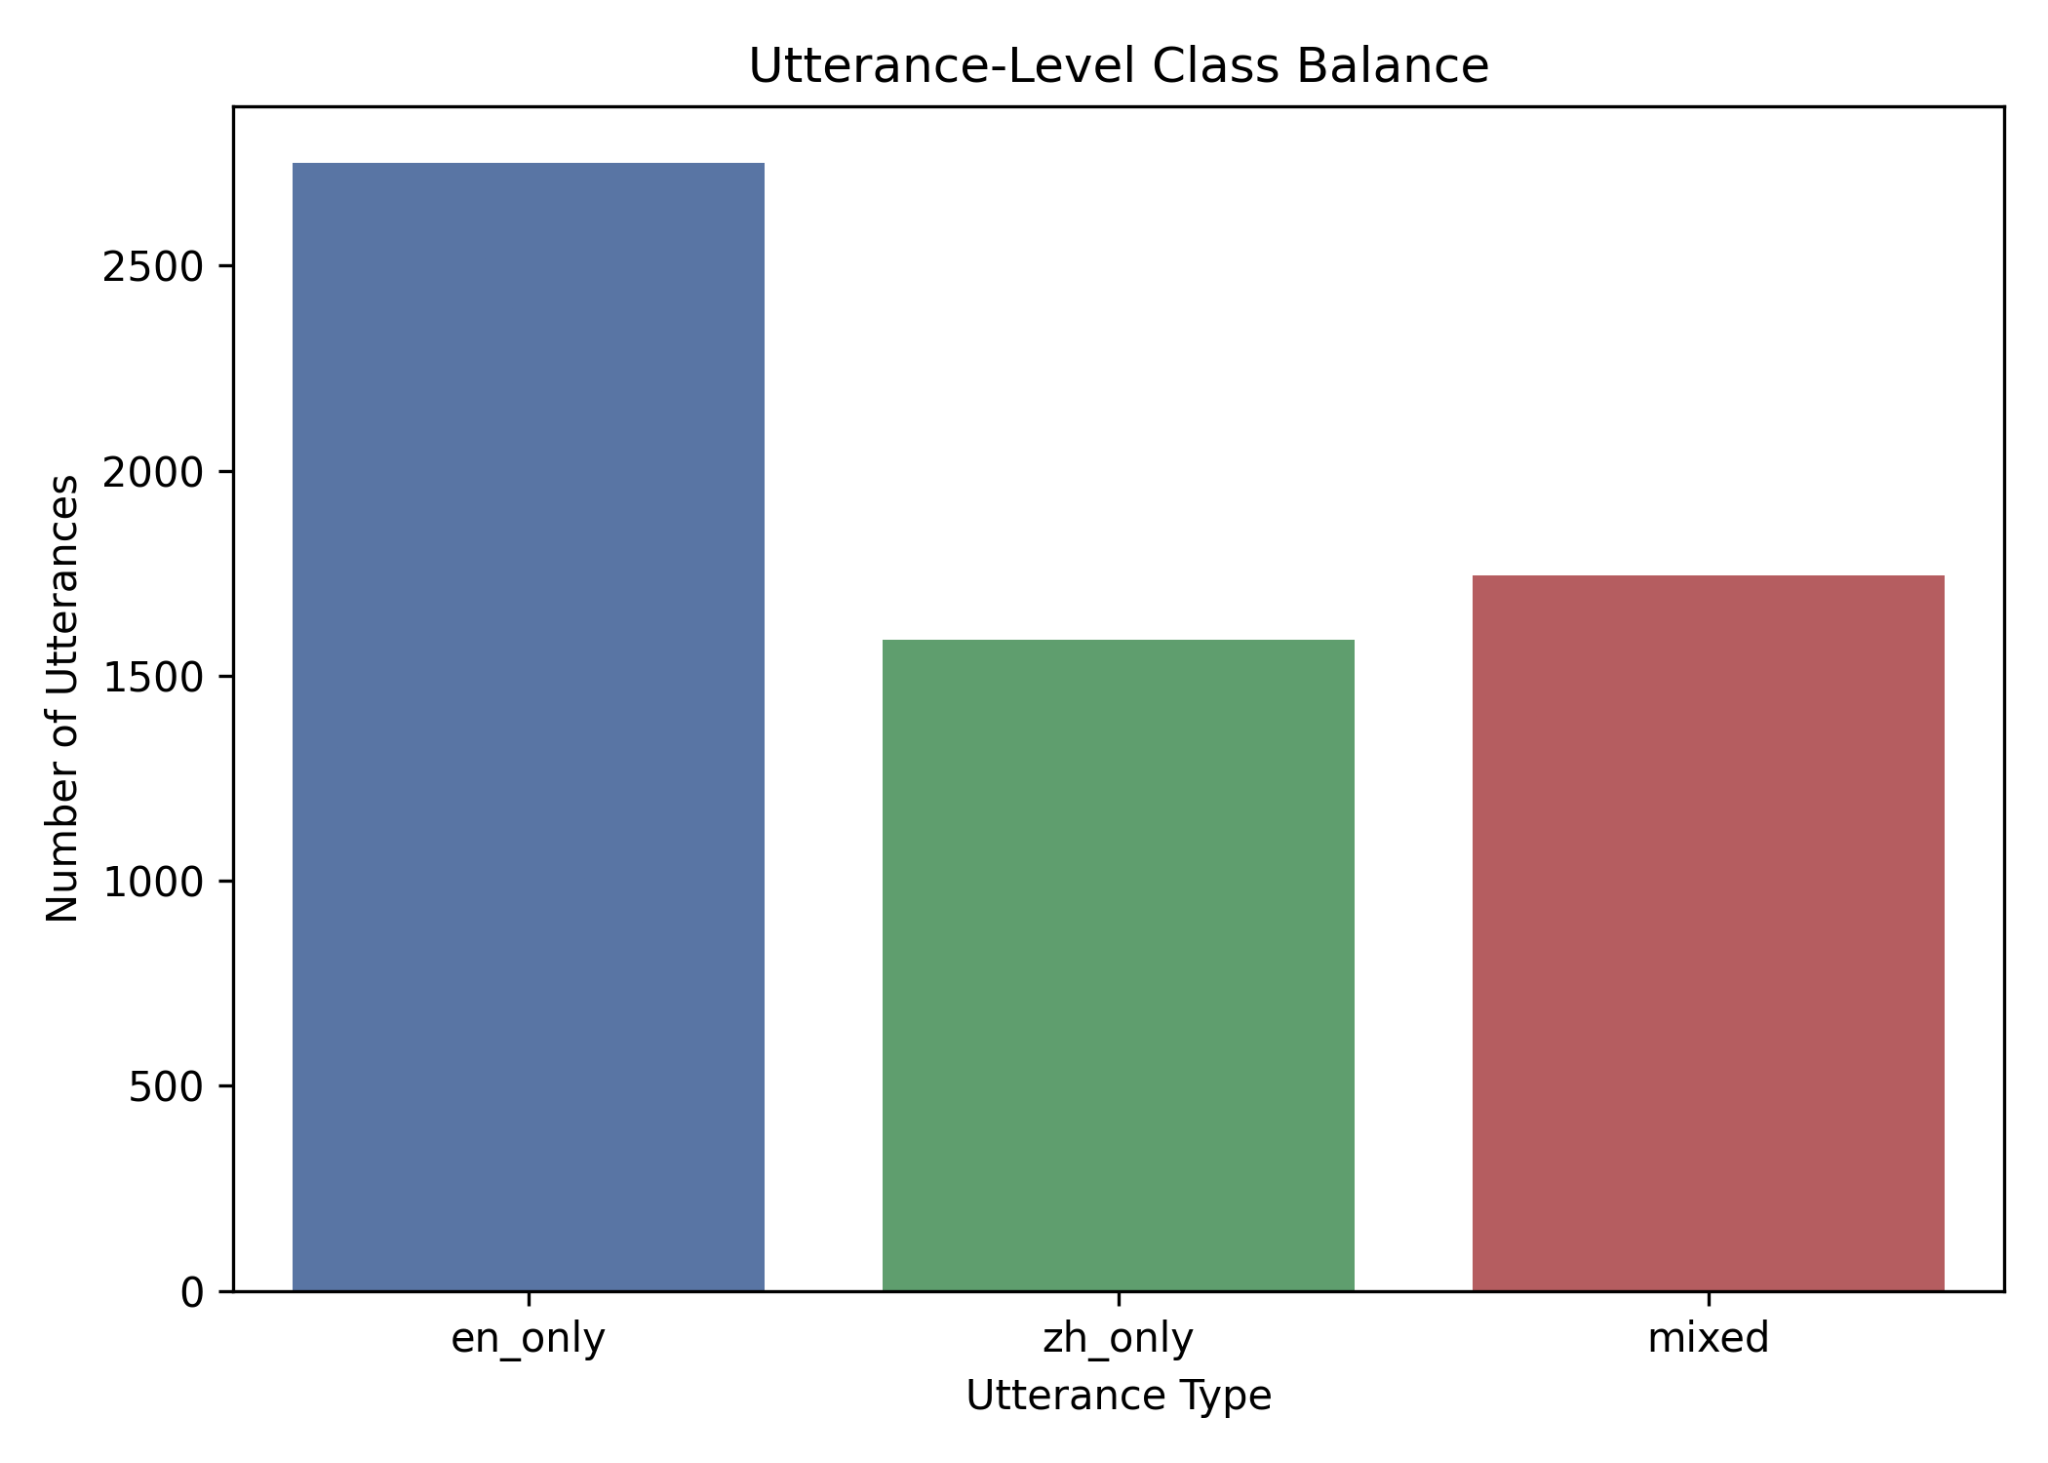 Utterance-Level Class Balance
Number of Utterances
2500
2000
1500
1000
500
0
en_only
zh_only
mixed
Utterance Type